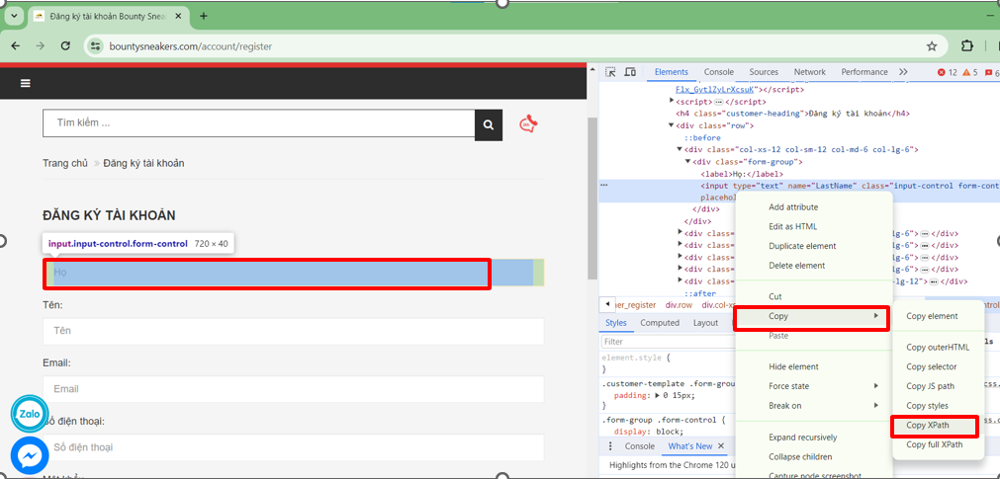 Đăng ký tài khoản Bounty Snea
bountysneakers.com/account/register
Tìm kiếm ...
Trang chủ » Đăng ký tài khoản
ĐĂNG KÝ TÀI KHOẢN
input.input-control.form-control 720 × 40
Họ
Tên:
Tên
Email:
Email
Zalo
Số điện thoại:
Số điện thoại
Elements Console Sources Network Performance 12 5 6
Flx_GytlZyLrXcsuK"></script>
<script>…</script>
<h4 class="customer-heading">Đăng ký tài khoản</h4>
<div class="row">
::before
<div class="col-xs-12 col-sm-12 col-md-6 col-lg-6">
<div class="form-group">
<label>Họ:</label>
<input type="text" name="LastName" class="input-control form-cont
placehol
</div>
</div>
<div class= lg-6">…</div>
<div class= lg-6">…</div>
<div class= lg-6">…</div>
<div class= lg-6">…</div>
<div class= lg-12">…</div>
::after
ner_register div.row div.col-x
Styles Computed Layout
Filter
element.style {
}
.customer-template .form-grou
padding: 0 15px;
}
.form-group .form-control {
display: block;
Console What's New
Highlights from the Chrome 120 u
Add attribute
Edit as HTML
Duplicate element
Delete element
Cut
Copy
Paste
Hide element
Force state
Break on
Expand recursively
Collapse children
Capture node screenshot
Copy element
Copy outerHTML
Copy selector
Copy JS path
Copy styles
Copy XPath
Copy full XPath